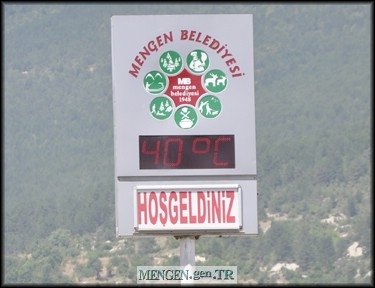 MENGEN BELEDİYESİ
MB
mengen
belediyesi
1948
40°C
HOŞGELDİNİZ
MENGEN.gen.TR